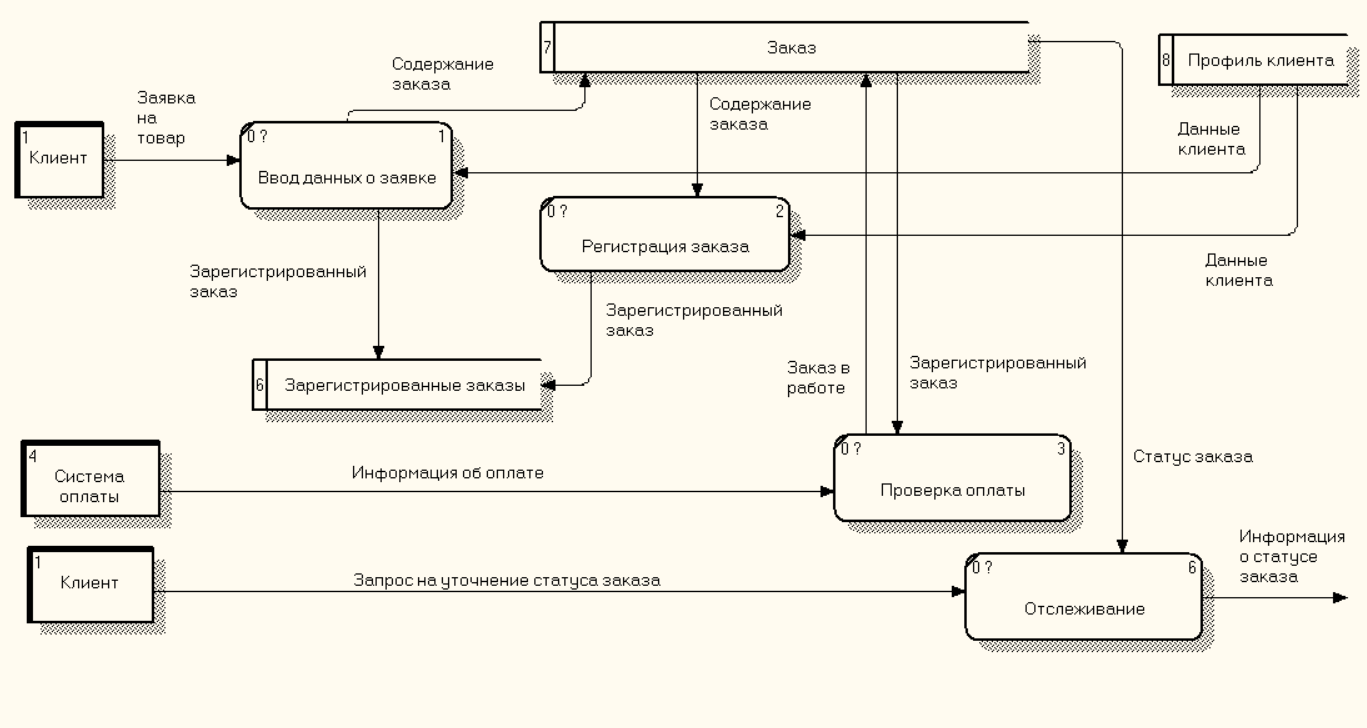 7
Заказ
8
Профиль клиента
Содержание
заказа
Заявка
на
товар
Содержание
заказа
1
Клиент
0 ?
1
Ввод данных о заявке
Данные
клиента
0 ?
2
Регистрация заказа
Зарегистрированный
заказ
Данные
клиента
Зарегистрированный
заказ
6
Зарегистрированные заказы
Заказ в
работе
Зарегистрированный
заказ
4
Система
оплаты
Информация об оплате
0 ?
3
Проверка оплаты
Статус заказа
1
Клиент
Запрос на уточнение статуса заказа
0 ?
6
Отслеживание
Информация
о статусе
заказа